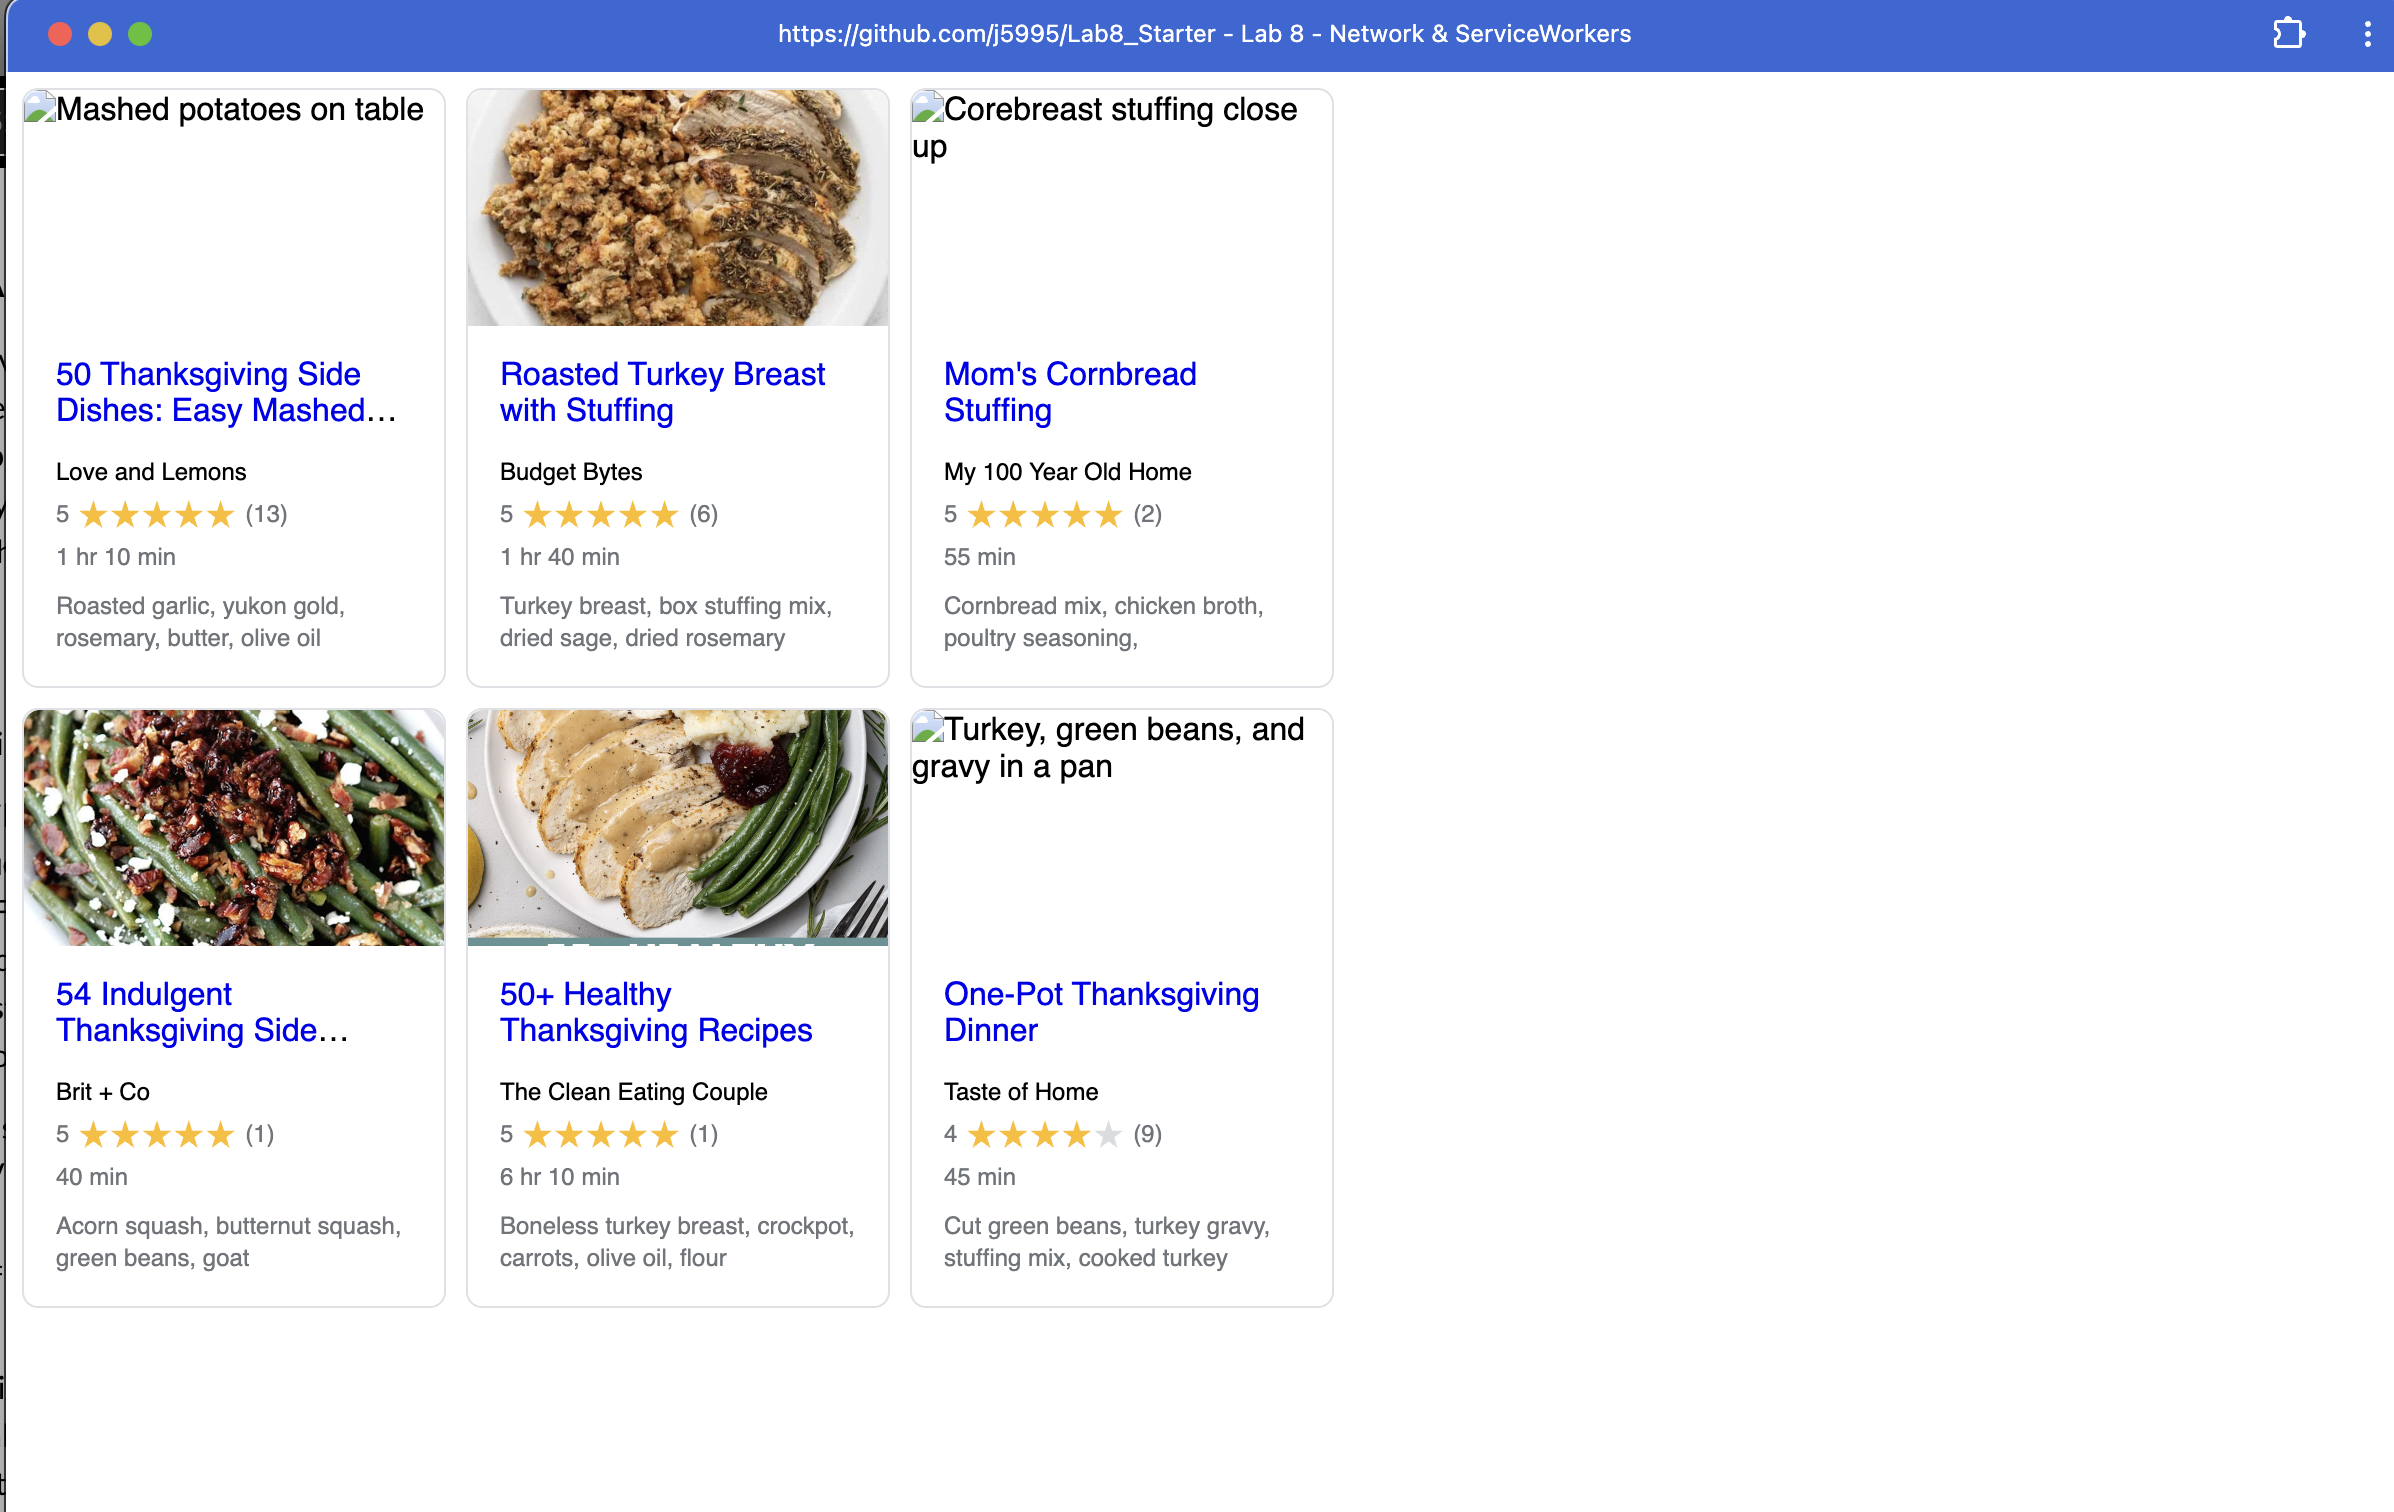 https://github.com/j5995/Lab8_Starter - Lab 8 - Network & ServiceWorkers
Mashed potatoes on table
50 Thanksgiving Side
Dishes: Easy Mashed...
Love and Lemons
5 ★★★★★ (13)
1 hr 10 min
Roasted garlic, yukon gold,
rosemary, butter, olive oil
Roasted Turkey Breast
with Stuffing
Budget Bytes
5 ★★★★★ (6)
1 hr 40 min
Turkey breast, box stuffing mix,
dried sage, dried rosemary
Corebreast stuffing close
up
Mom's Cornbread
Stuffing
My 100 Year Old Home
5 ★★★★★ (2)
55 min
Cornbread mix, chicken broth,
poultry seasoning,
54 Indulgent
Thanksgiving Side...
Brit + Co
5 ★★★★★ (1)
40 min
Acorn squash, butternut squash,
green beans, goat
50+ Healthy
Thanksgiving Recipes
The Clean Eating Couple
5 ★★★★★ (1)
6 hr 10 min
Boneless turkey breast, crockpot,
carrots, olive oil, flour
Turkey, green beans, and
gravy in a pan
One-Pot Thanksgiving
Dinner
Taste of Home
4 ★★★★★ (9)
45 min
Cut green beans, turkey gravy,
stuffing mix, cooked turkey